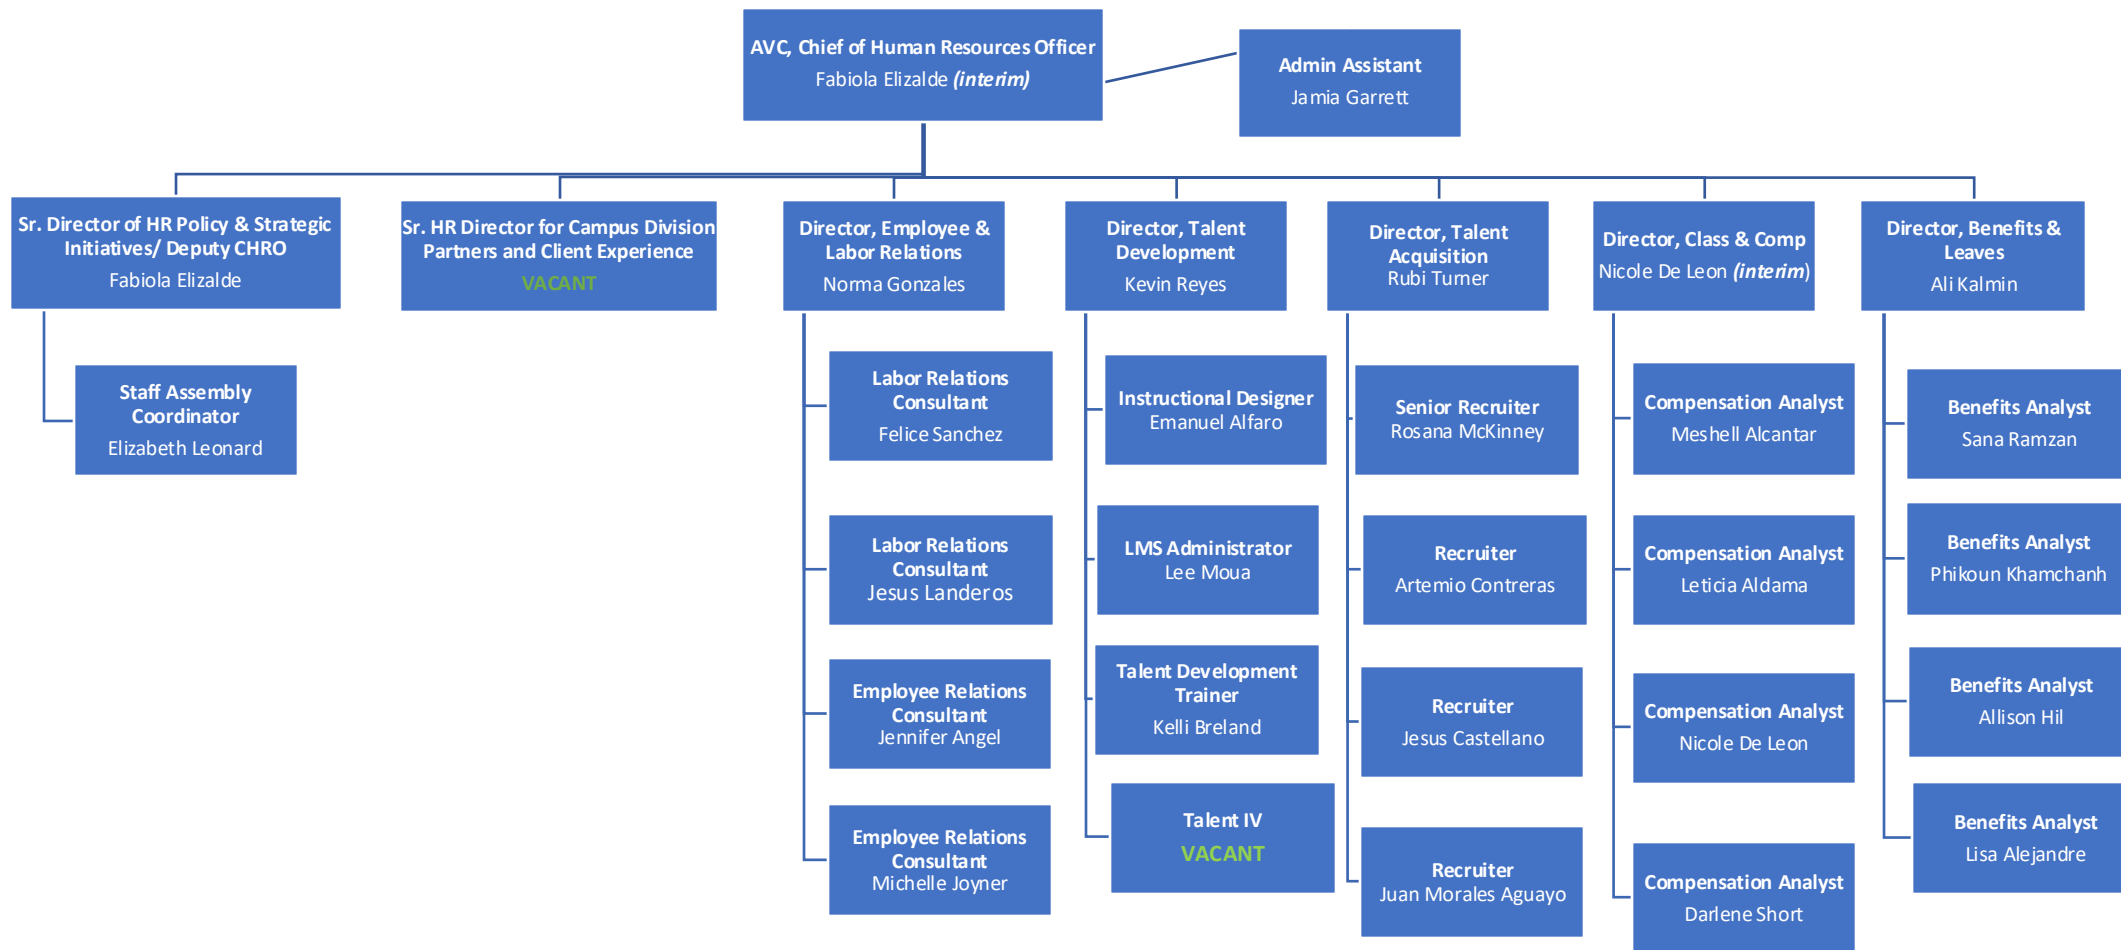 AVC, Chief of Human Resources Officer
Fabiola Elizalde (interim)
Admin Assistant
Jamia Garrett
Sr. Director of HR Policy & Strategic
Initiatives/ Deputy CHRO
Fabiola Elizalde
Sr. HR Director for Campus Division
Partners and Client Experience
VACANT
Director, Employee &
Labor Relations
Norma Gonzales
Director, Talent
Development
Kevin Reyes
Director, Talent
Acquisition
Rubi Turner
Director, Class & Comp
Nicole De Leon (interim)
Director, Benefits &
Leaves
Ali Kalmin
Staff Assembly
Coordinator
Elizabeth Leonard
Labor Relations
Consultant
Felice Sanchez
Labor Relations
Consultant
Jesus Landeros
Employee Relations
Consultant
Jennifer Angel
Employee Relations
Consultant
Michelle Joyner
Instructional Designer
Emanuel Alfaro
LMS Administrator
Lee Moua
Talent Development
Trainer
Kelli Breland
Talent IV
VACANT
Senior Recruiter
Rosana McKinney
Recruiter
Artemio Contreras
Recruiter
Jesus Castellano
Recruiter
Juan Morales Aguayo
Compensation Analyst
Meshell Alcantar
Compensation Analyst
Leticia Aldama
Compensation Analyst
Nicole De Leon
Compensation Analyst
Darlene Short
Benefits Analyst
Sana Ramzan
Benefits Analyst
Phikoun Khamchanh
Benefits Analyst
Allison Hil
Benefits Analyst
Lisa Alejandre